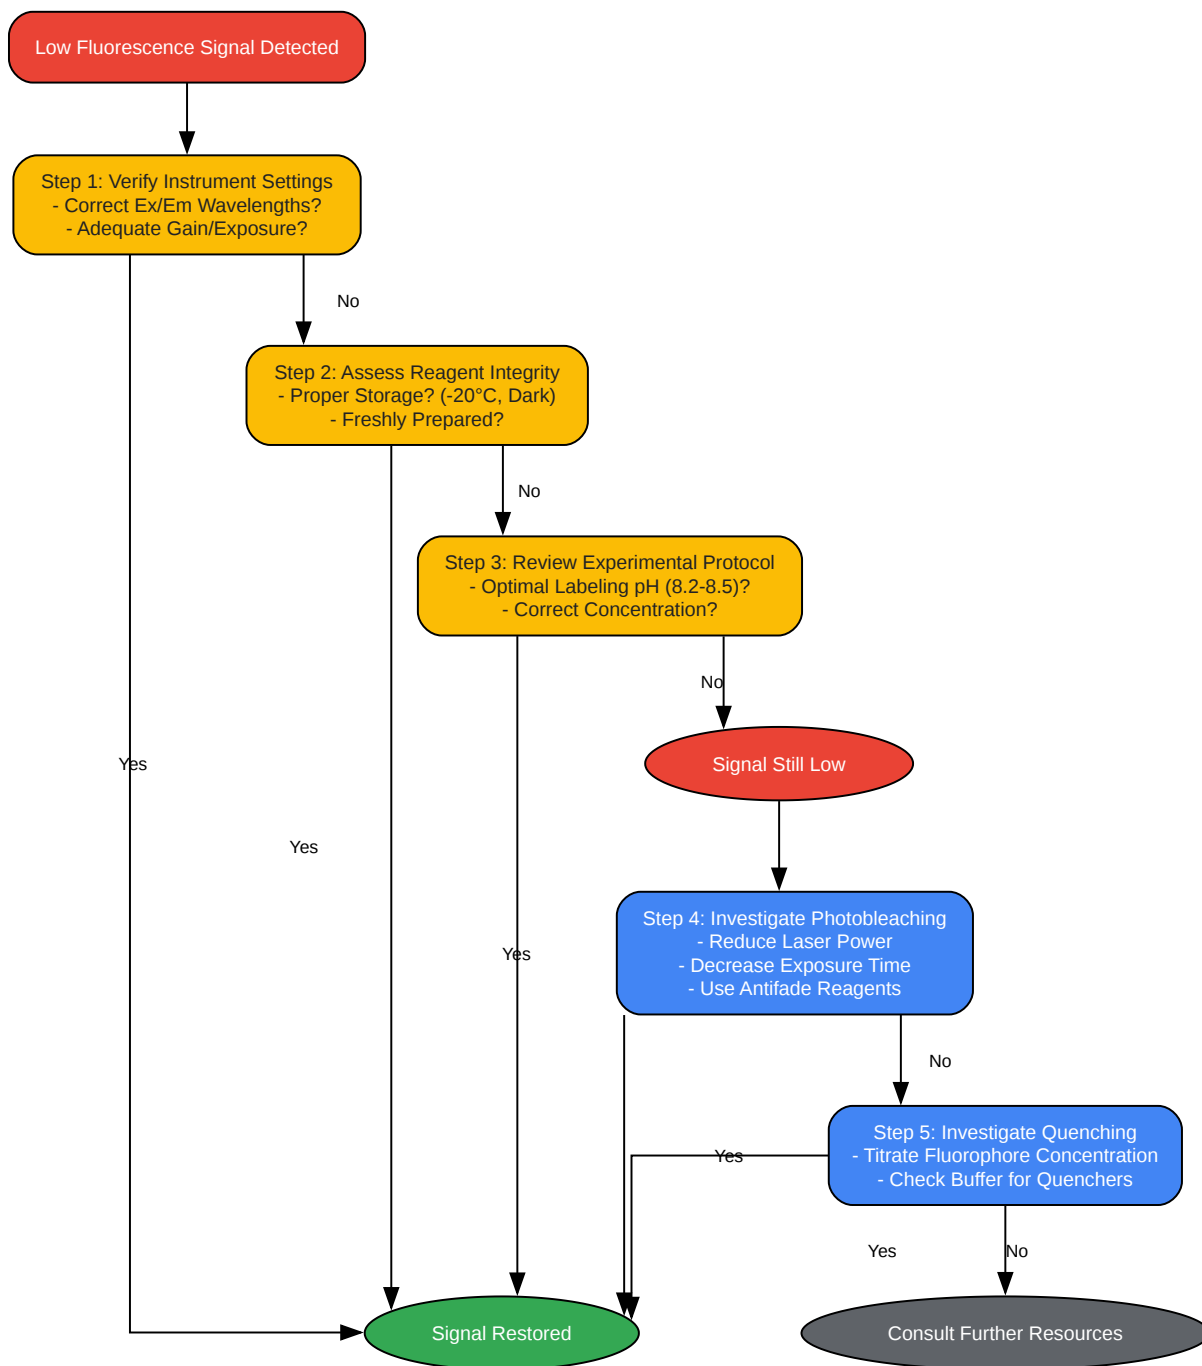 Low Fluorescence Signal Detected
Step 1: Verify Instrument Settings
- Correct Ex/Em Wavelengths?
- Adequate Gain/Exposure?
No
Step 2: Assess Reagent Integrity
- Proper Storage? (-20°C, Dark)
- Freshly Prepared?
No
Step 3: Review Experimental Protocol
- Optimal Labeling pH (8.2-8.5)?
- Correct Concentration?
No
Yes
Signal Still Low
Yes
Step 4: Investigate Photobleaching
- Reduce Laser Power
- Decrease Exposure Time
- Use Antifade Reagents
Yes
No
Step 5: Investigate Quenching
- Titrate Fluorophore Concentration
- Check Buffer for Quenchers
Yes
Yes
No
Signal Restored
Consult Further Resources